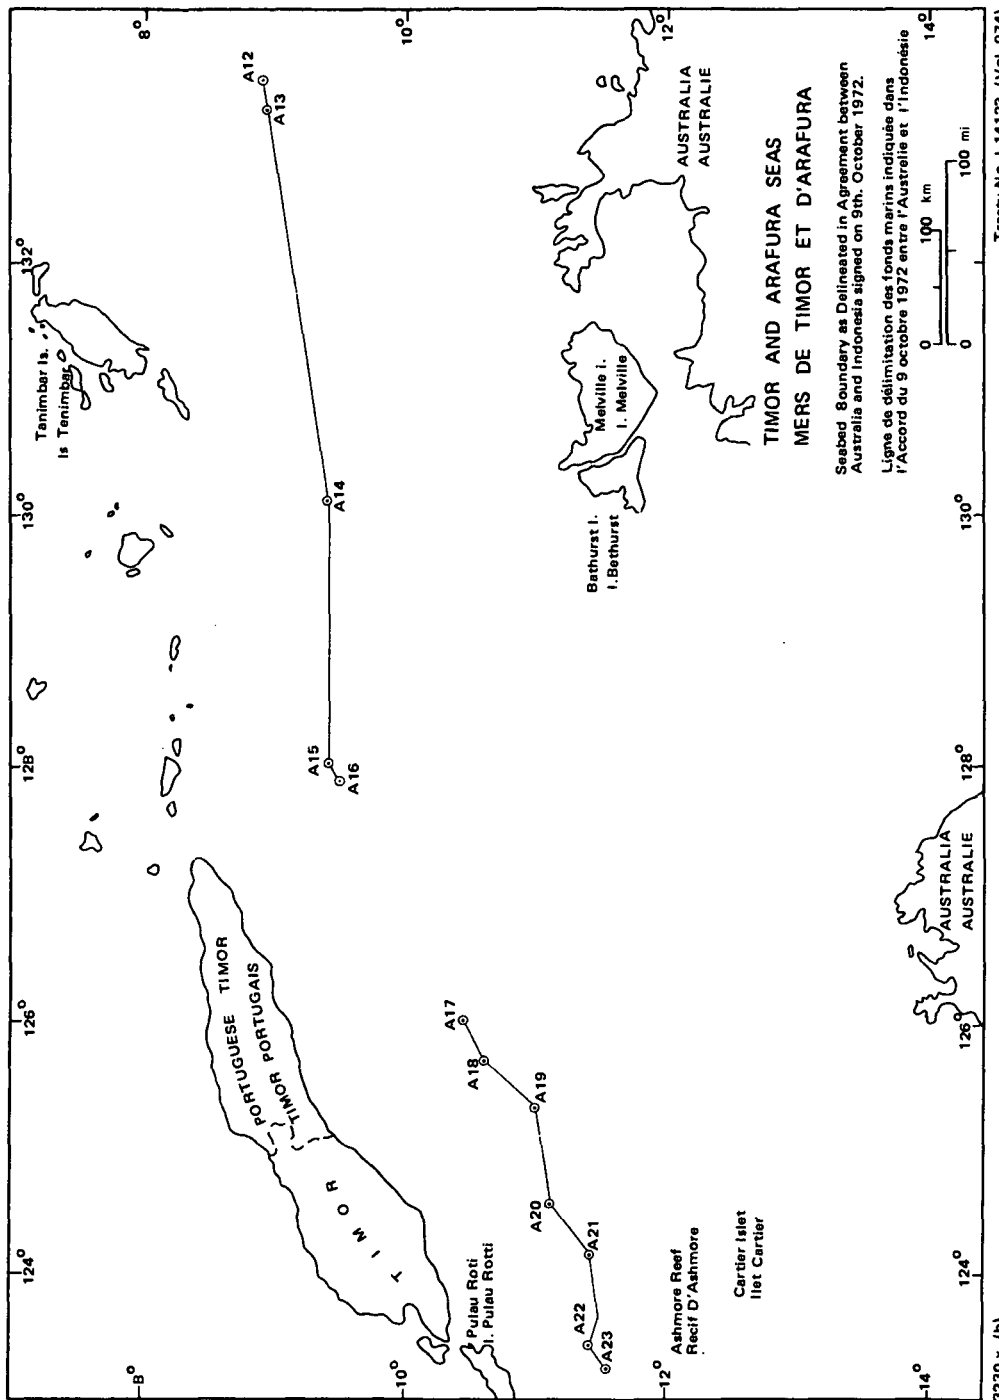 124°
126°
128°
130°
132°
8°
8°
Tanimbar Is.
Is Tenimbar
PORTUGUESE TIMOR
TIMOR PORTUGAIS
TIMOR
A12
A13
A14
A15
A16
10°
10°
Pulau Roti
I. Pulau Rotti
A17
A18
A19
A20
A21
A22
A23
Bathurst I.
I.Bethurst
Melville i.
I. Melville
AUSTRALIA
AUSTRALIE
12°
12°
Ashmore Reef
Recif D'Ashmore
Cartier Islet
Ilet Cartier
TIMOR AND ARAFURA SEAS
MERS DE TIMOR ET D'ARAFURA
Seabed Boundary as Delineated in Agreement between
Australia and Indonesia signed on 9th. October 1972.
Ligne de délimitation des fonds marins indiquée dans
l'Accord du 9 octobre 1972 entre l'Austrelie et l'Indonésie
0 100 km
0 100 mi
14°
14°
AUSTRALIA
AUSTRALIE
124°
126°
128°
130°
132°